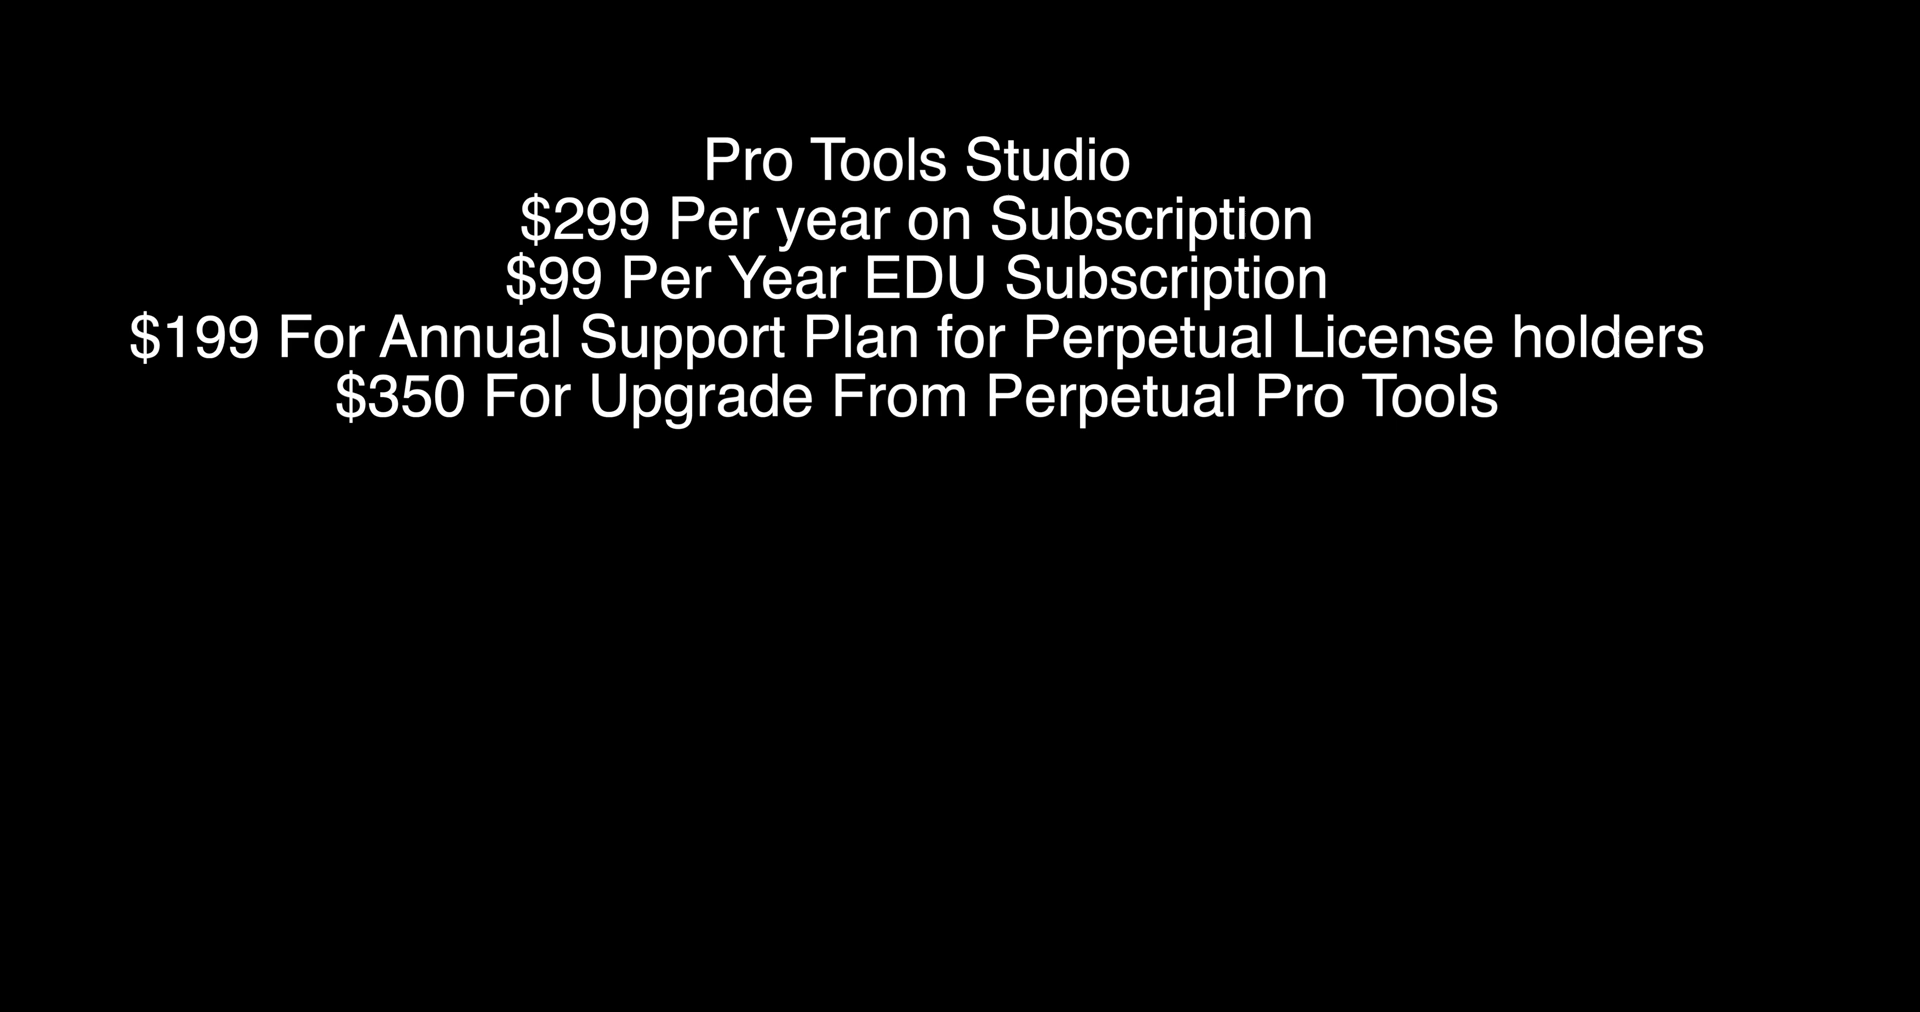 Pro Tools Studio
$299 Per year on Subscription
$99 Per Year EDU Subscription
$199 For Annual Support Plan for Perpetual License holders
$350 For Upgrade From Perpetual Pro Tools